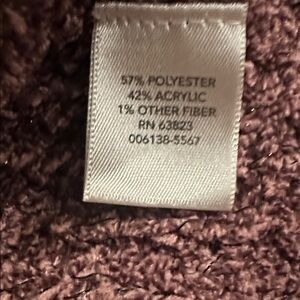 57% POLYESTER
42% ACRYLIC
1% OTHER FIBER
RN 63823
006138-5567